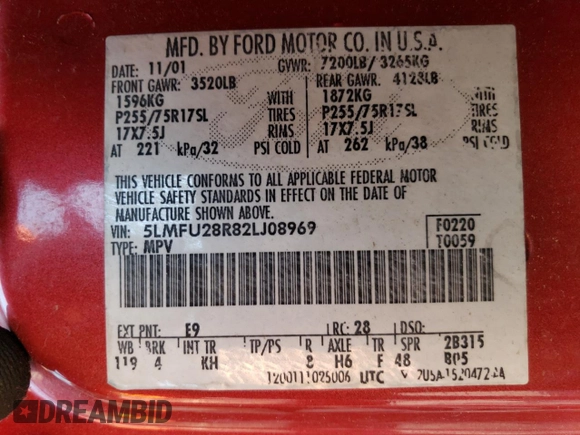 MFD. BY FORD MOTOR CO. IN U.S.A.
DATE: 11/01 GVWR: 7200LB/ 3265KG
FRONT GAWR: 3520LB REAR GAWR: 4128LB
1596KG WITH 1872KG WITH
P255/75R17SL TIRES P255/75R17SL TIRES
17X7.5J RIMS 17X7.5J RIMS
AT 221 kPa/32 PSI COLD AT 262 kPa/38 PSI COLD
THIS VEHICLE CONFORMS TO ALL APPLICABLE FEDERAL MOTOR
VEHICLE SAFETY STANDARDS IN EFFECT ON THE DATE OF
MANUFACTURE SHOWN ABOVE.
VIN: 5LMFU28R82LJ08969 F0220
TYPE: MPV T0059
EXT PNT: E9 RC: 28 DSO:
WB BRK INT TR TP/PS R AXLE TR SPR 2B315
119 4 KH 8 H6 F 48 805
UTC
DREAMBID